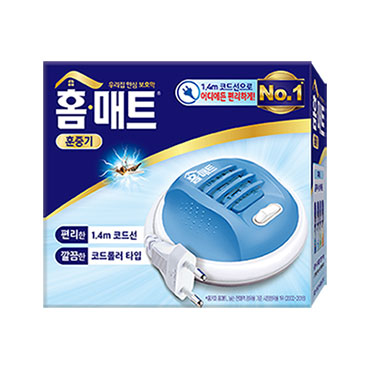 우리집 안심 보호막
홈·매트®
훈증기
1.4m 코드선으로
어디에든 편리하게!
No.1
편리한 1.4m 코드선
깔끔한 코드롤러 타입
홈매트